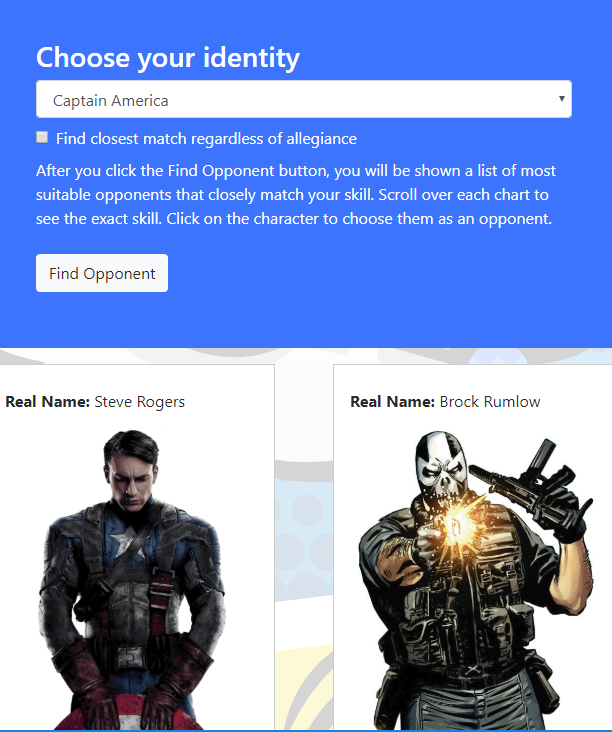 Choose your identity
Captain America
Find closest match regardless of allegiance
After you click the Find Opponent button, you will be shown a list of most
suitable opponents that closely match your skill. Scroll over each chart to
see the exact skill. Click on the character to choose them as an opponent.
Find Opponent
Real Name: Steve Rogers
Real Name: Brock Rumlow